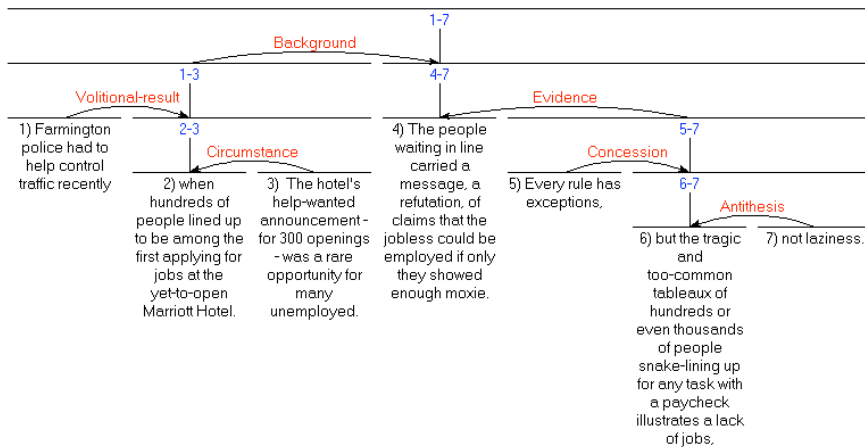 1-7
Background
1-3
4-7
Volitional-result
Evidence
1) Farmington
police had to
help control
traffic recently
2-3
Circumstance
2) when
hundreds of
people lined up
to be among the
first applying for
jobs at the
yet-to-open
Marriott Hotel.
3) The hotel's
help-wanted
announcement -
for 300 openings
- was a rare
opportunity for
many
unemployed.
4) The people
waiting in line
carried a
message, a
refutation, of
claims that the
jobless could be
employed if only
they showed
enough moxie.
5-7
Concession
5) Every rule has
exceptions,
6-7
Antithesis
6) but the tragic
and
too-common
tableaux of
hundreds or
even thousands
of people
snake-lining up
for any task with
a paycheck
illustrates a lack
of jobs,
7) not laziness.